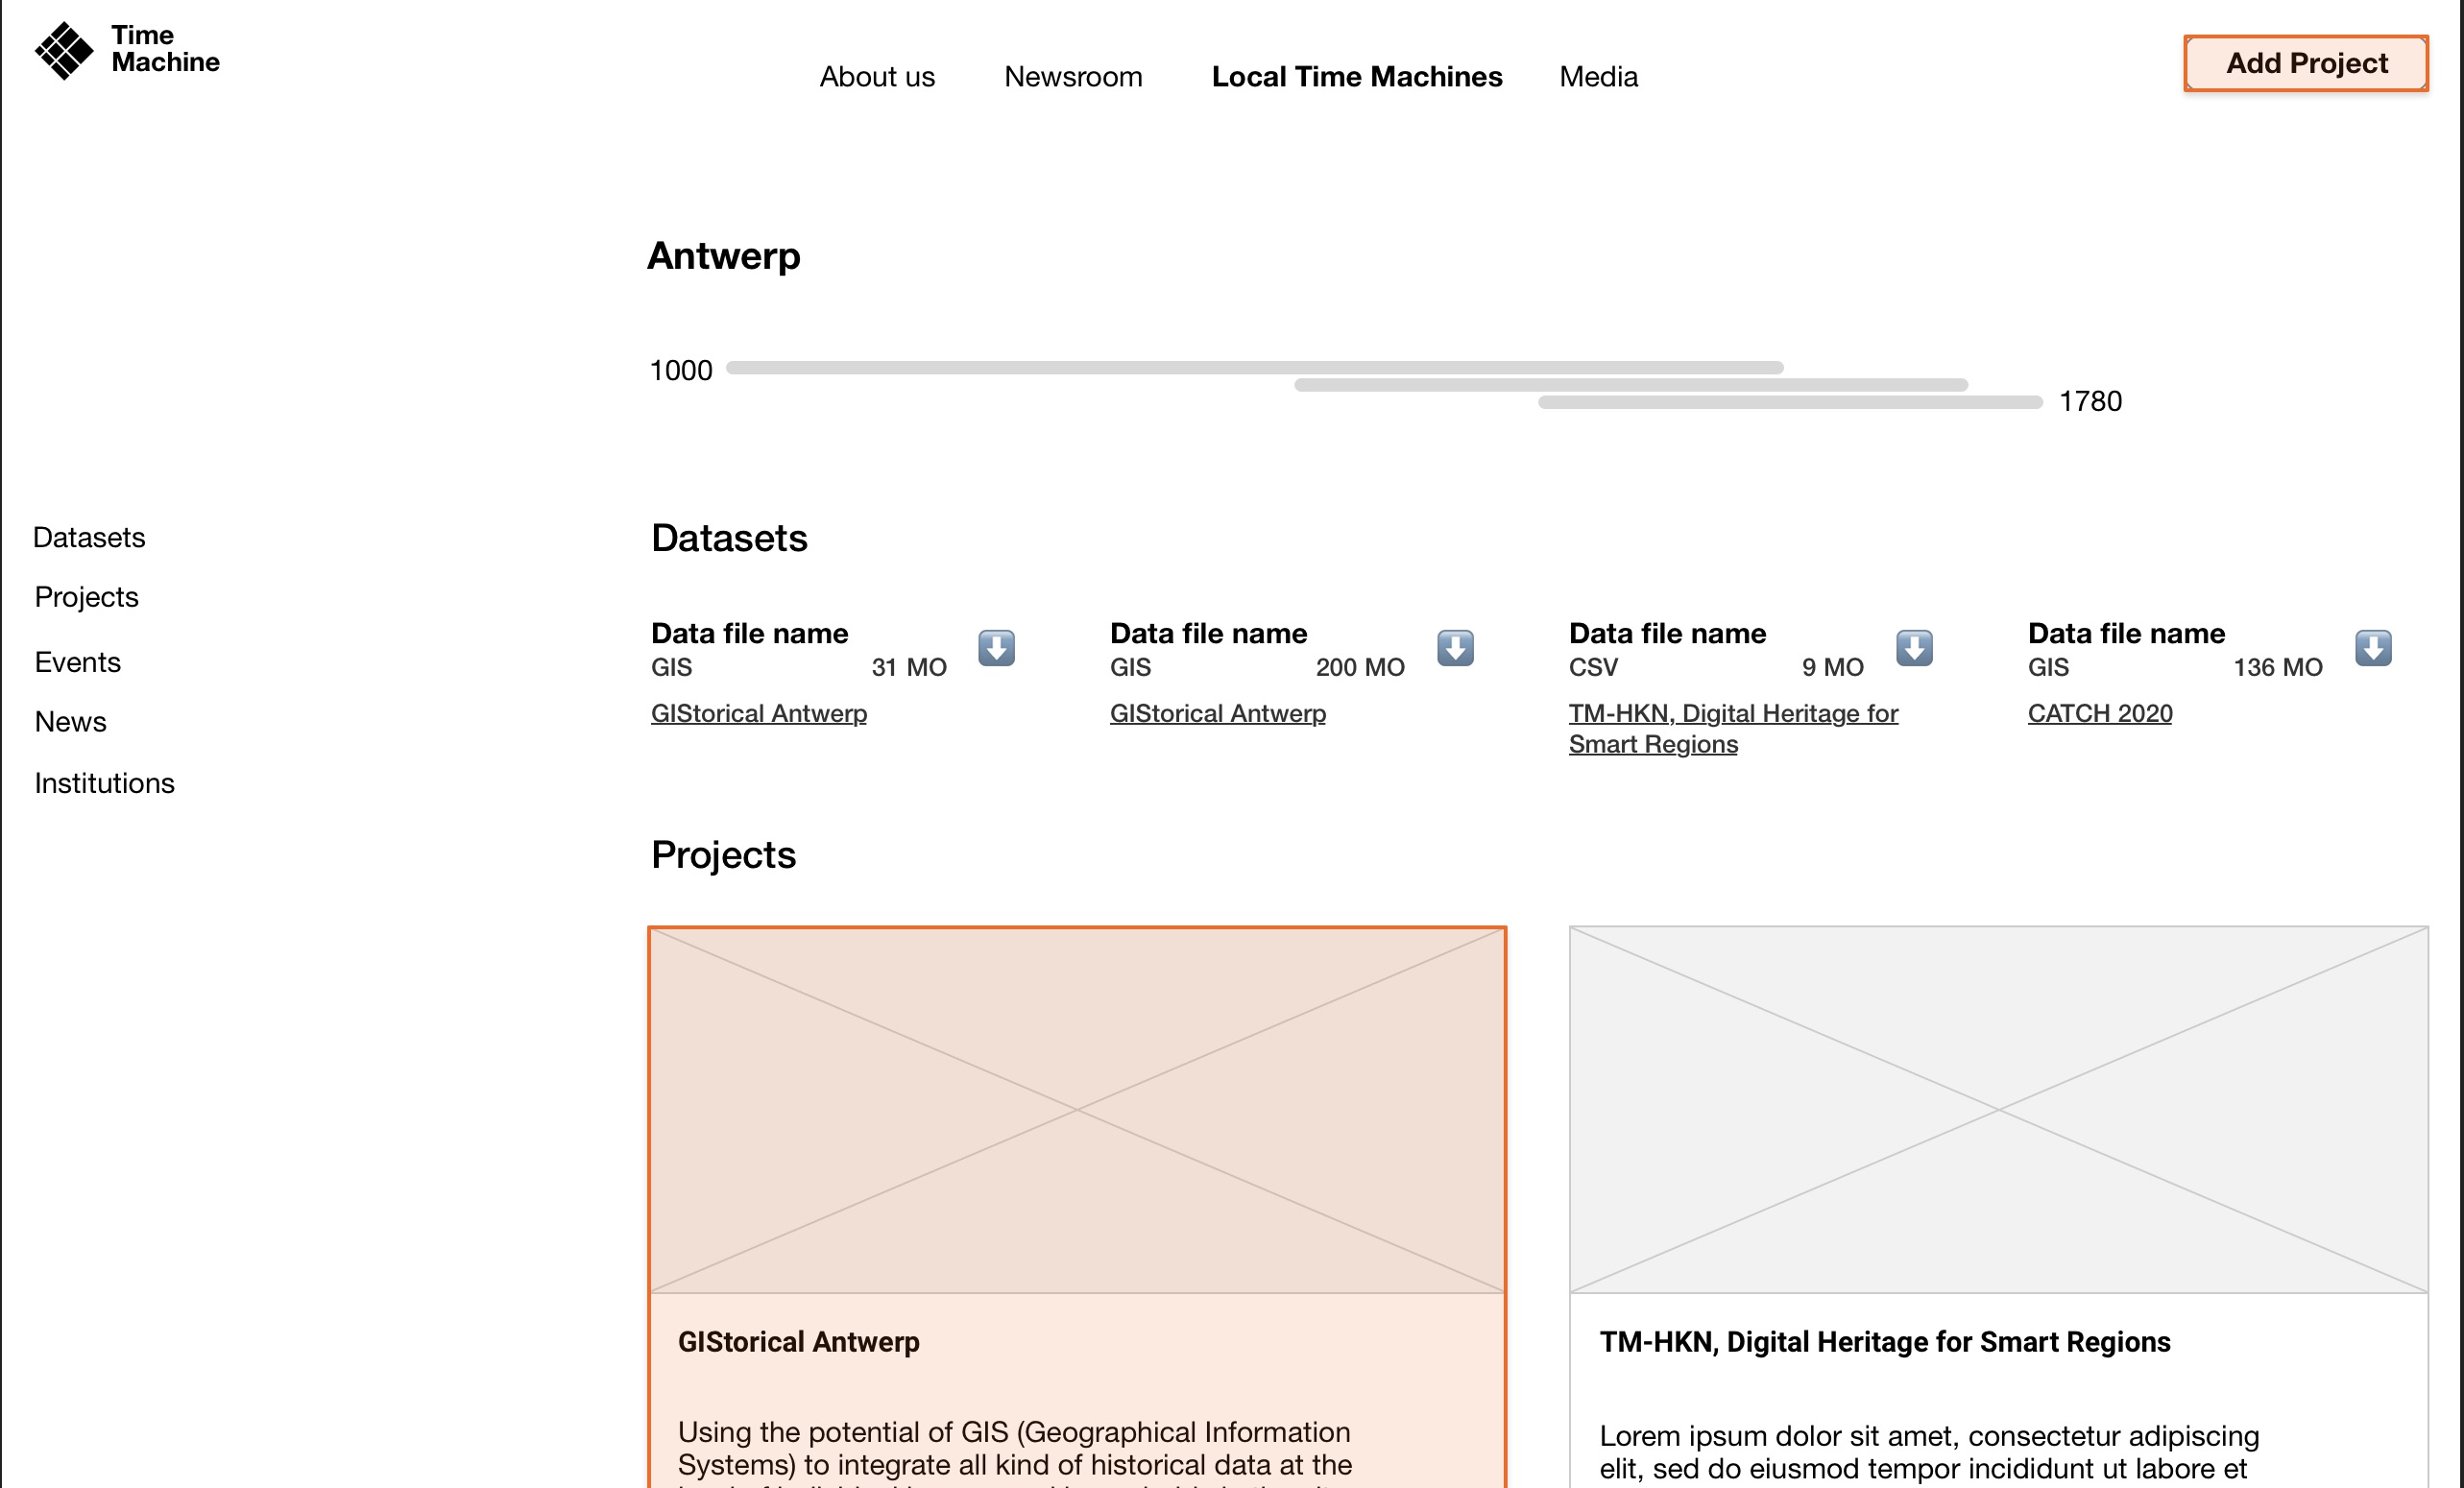 Time
Machine
About us
Newsroom
Local Time Machines
Media
Add Project
Antwerp
1000
1780
Datasets
Projects
Events
News
Institutions
Datasets
Data file name
GIS 31 MO
GIStorical Antwerp
Data file name
GIS 200 MO
GIStorical Antwerp
Data file name
CSV 9 MO
TM-HKN, Digital Heritage for
Smart Regions
Data file name
GIS 136 MO
CATCH 2020
Projects
GIStorical Antwerp
Using the potential of GIS (Geographical Information
Systems) to integrate all kind of historical data at the
TM-HKN, Digital Heritage for Smart Regions
Lorem ipsum dolor sit amet, consectetur adipiscing
elit, sed do eiusmod tempor incididunt ut labore et